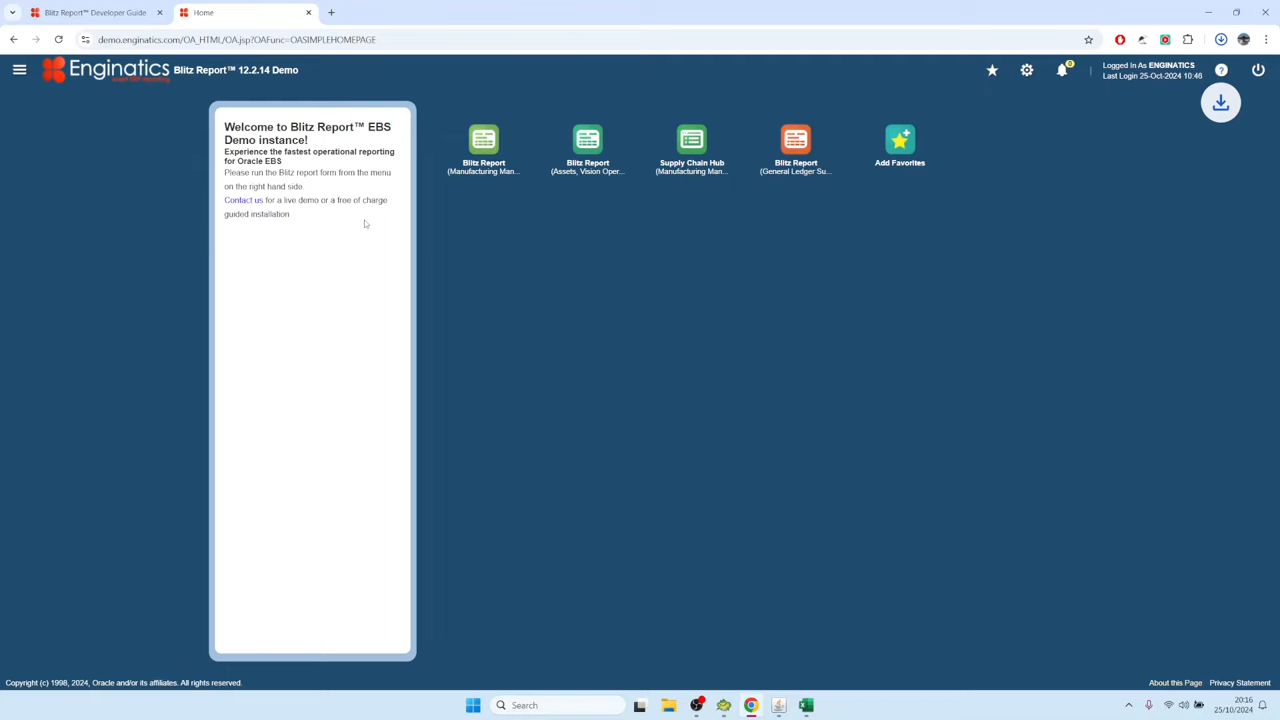 Blitz Report™ Developer Guide
Home
demo.enginatics.com/OA_HTML/OA.jsp?OAFunc=OASIMPLEHOMEPAGE
Enginatics
Blitz Report™ 12.2.14 Demo
Logged In As ENGINATICS
Last Login 25-Oct-2024 10:46
0
Welcome to Blitz Report™ EBS
Demo instance!
Experience the fastest operational reporting
for Oracle EBS
Please run the Blitz report form from the menu
on the right hand side.
Contact us for a live demo or a free of charge
guided installation
Blitz Report
(Manufacturing Man...
Blitz Report
(Assets, Vision Oper...
Supply Chain Hub
(Manufacturing Man...
Blitz Report
(General Ledger Su...
Add Favorites
Copyright (c) 1998, 2024, Oracle and/or its affiliates. All rights reserved.
About this Page
Privacy Statement
Search
20:16
25/10/2024